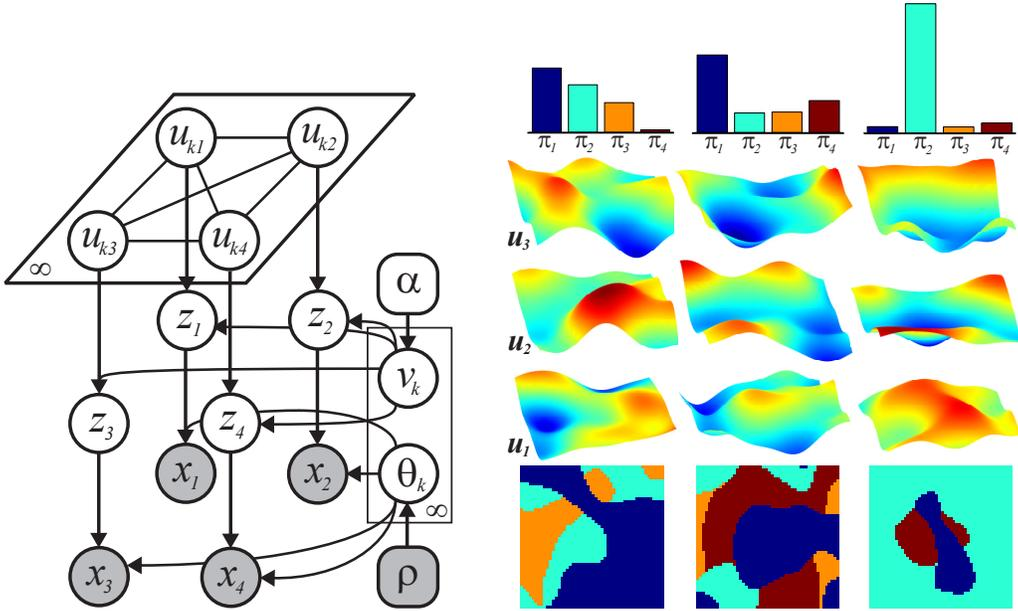 u_k1 u_k2
u_k3 u_k4
∞
α
z_1 z_2
v_k
z_3 z_4
x_1 x_2 θ_k
∞
x_3 x_4 ρ
π_1 π_2 π_3 π_4 π_1 π_2 π_3 π_4 π_1 π_2 π_3 π_4
u_3
u_2
u_1